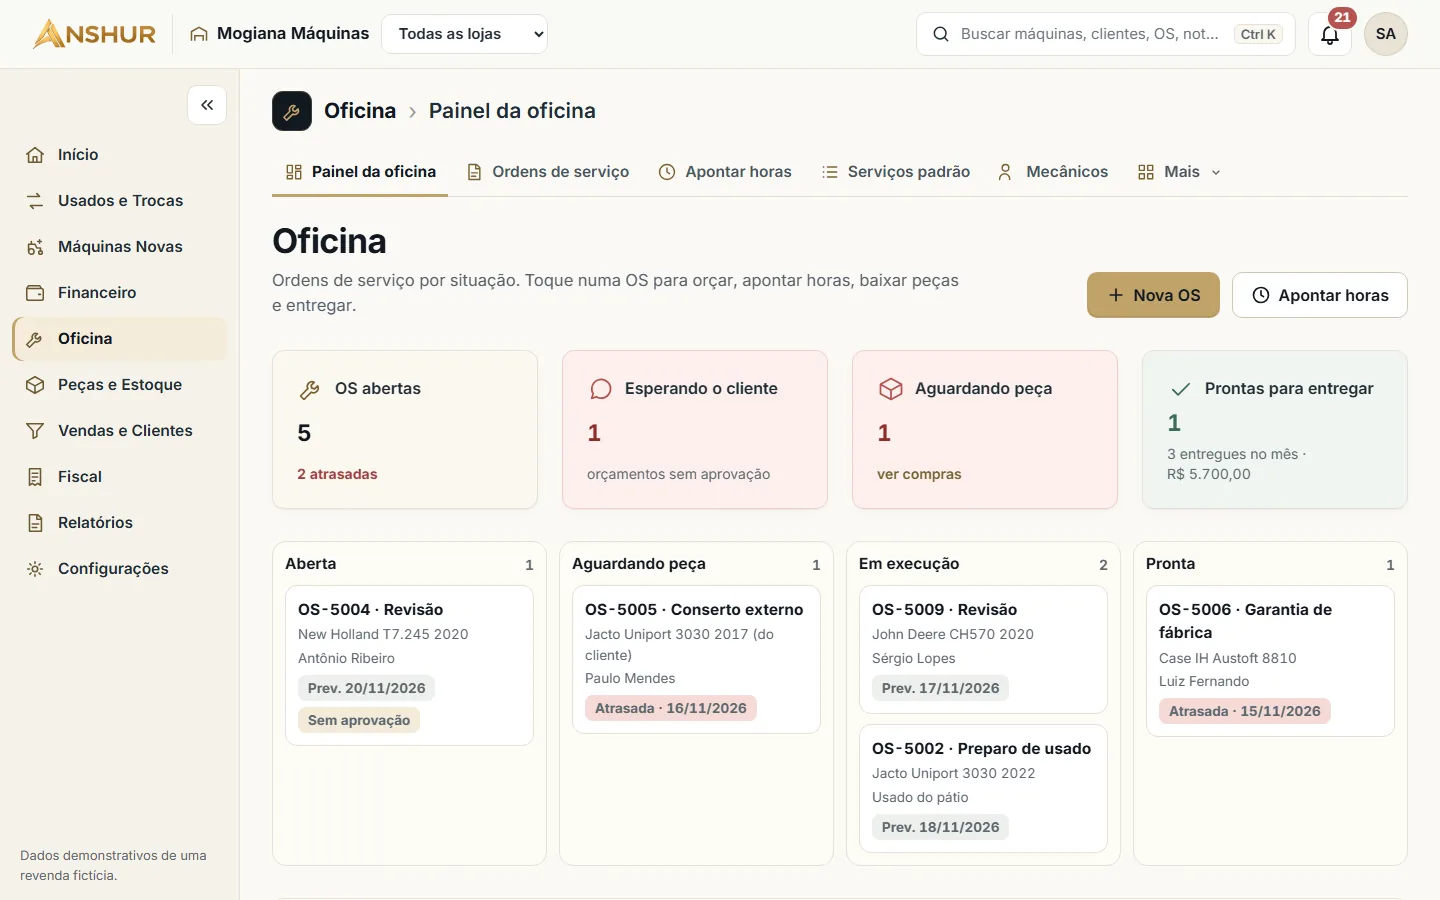 ANSHUR
Mogiana Máquinas
Todas as lojas
Buscar máquinas, clientes, OS, not...
Ctrl K
21
SA
Início
Usados e Trocas
Máquinas Novas
Financeiro
Oficina
Peças e Estoque
Vendas e Clientes
Fiscal
Relatórios
Configurações
Dados demonstrativos de uma
revenda fictícia.
Oficina › Painel da oficina
Painel da oficina
Ordens de serviço
Apontar horas
Serviços padrão
Mecânicos
Mais
Oficina
Ordens de serviço por situação. Toque numa OS para orçar, apontar horas, baixar peças
e entregar.
Nova OS
Apontar horas
OS abertas
5
2 atrasadas
Esperando o cliente
1
orçamentos sem aprovação
Aguardando peça
1
ver compras
Prontas para entregar
1
3 entregues no mês ·
R$ 5.700,00
Aberta 1
OS-5004 · Revisão
New Holland T7.245 2020
Antônio Ribeiro
Prev. 20/11/2026
Sem aprovação
Aguardando peça 1
OS-5005 · Conserto externo
Jacto Uniport 3030 2017 (do
cliente)
Paulo Mendes
Atrasada · 16/11/2026
Em execução 2
OS-5009 · Revisão
John Deere CH570 2020
Sérgio Lopes
Prev. 17/11/2026
OS-5002 · Preparo de usado
Jacto Uniport 3030 2022
Usado do pátio
Prev. 18/11/2026
Pronta 1
OS-5006 · Garantia de
fábrica
Case IH Austoft 8810
Luiz Fernando
Atrasada · 15/11/2026